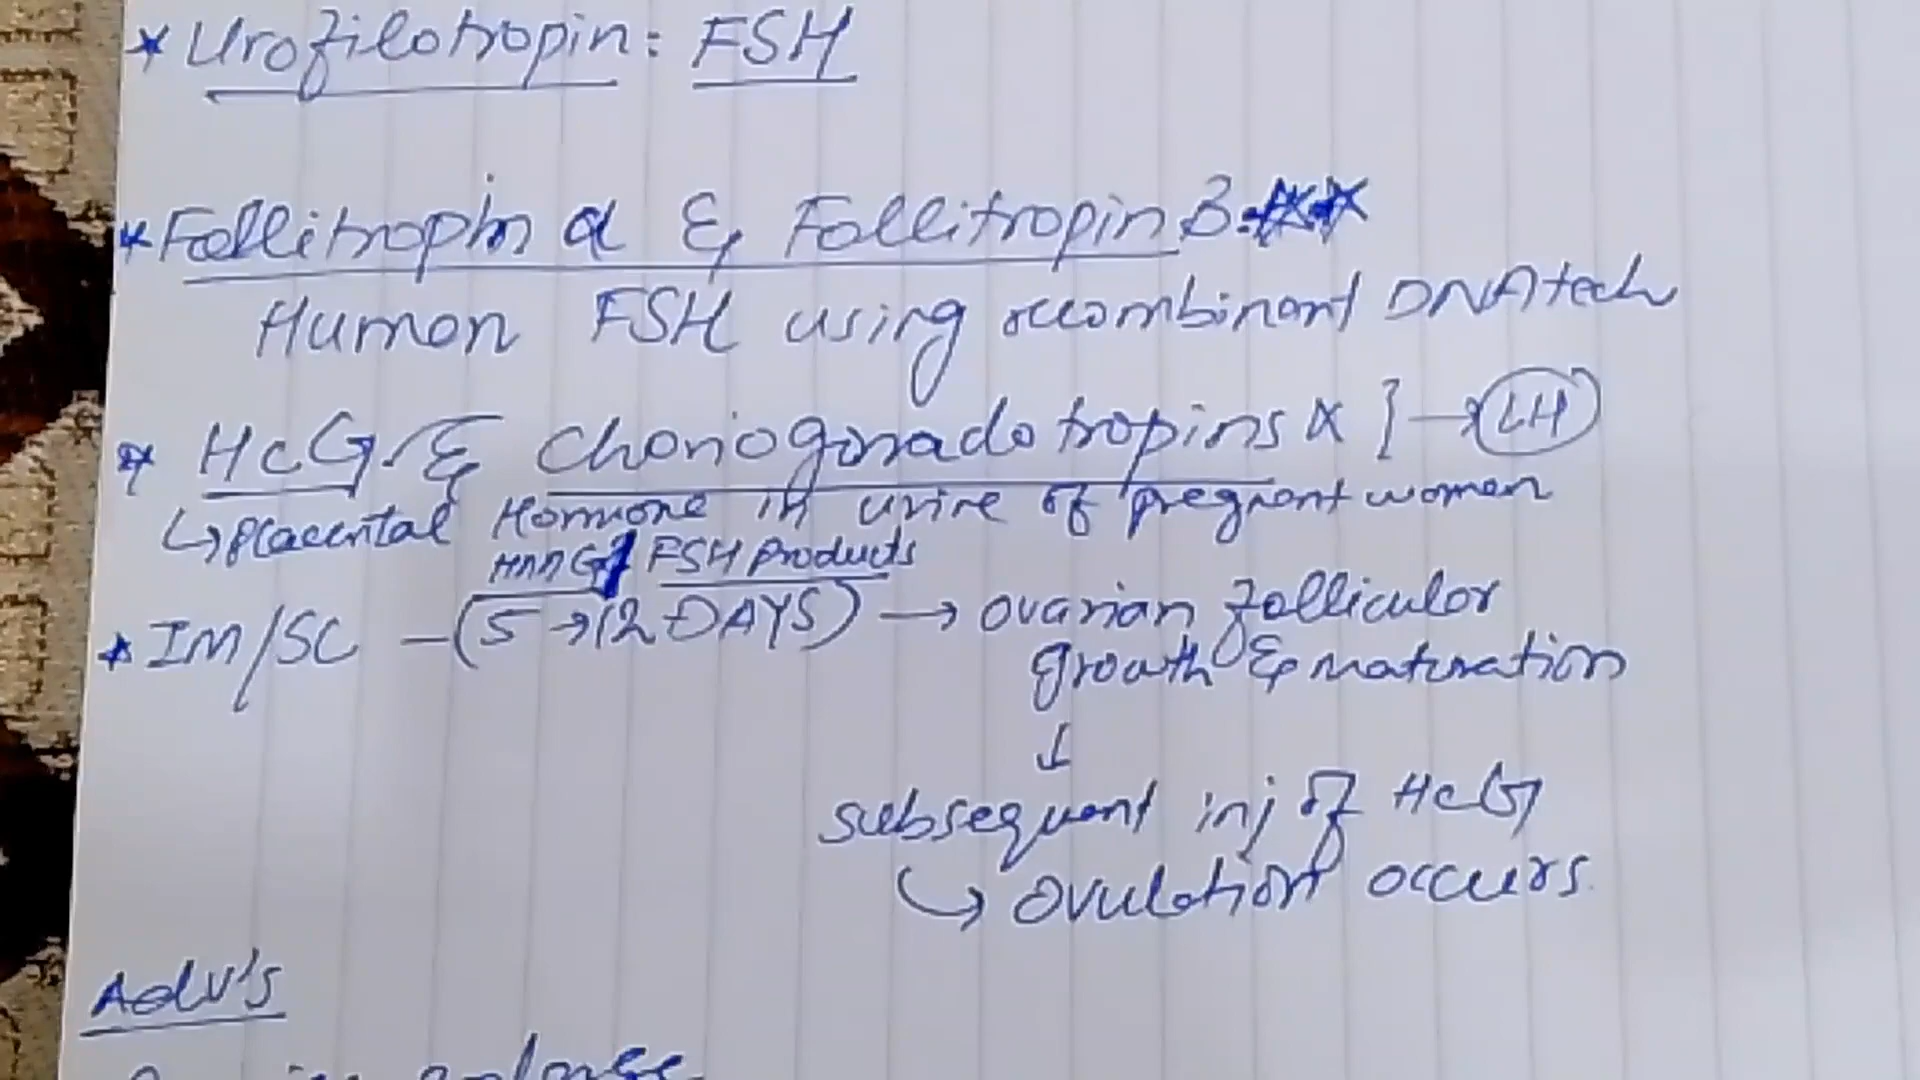 * Urofilotropin: FSH
* Follitropin α & Follitropin B.**
Human FSH using recombinant DNA tech
* HcG & choriogonadotropins α ] → LH
↳ placental Hormone in urine of pregnant women
HMG/ FSH Products
* IM/SC - (5 → 12 DAYS) → ovarian follicular
growth & maturation
↓
subsequent inj of HcG
↳ ovulation occurs.
Adv's